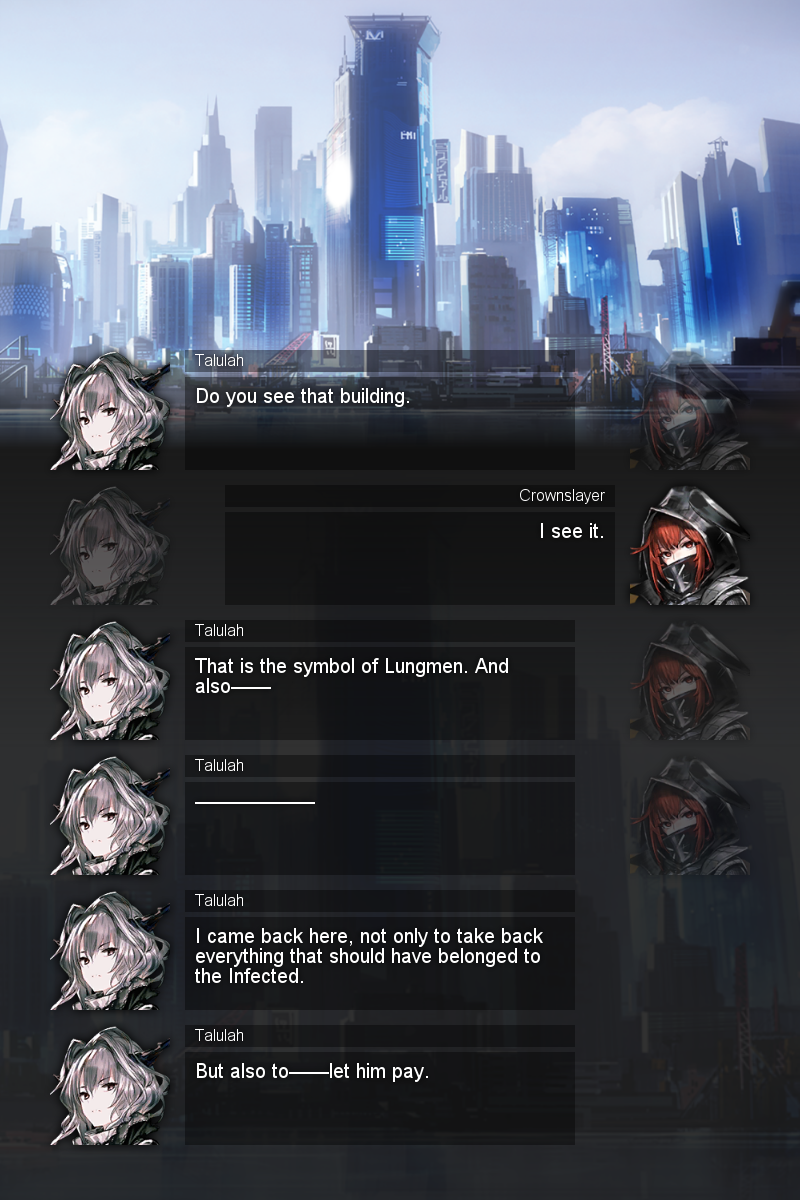 Talulah
Do you see that building.
Crownslayer
I see it.
Talulah
That is the symbol of Lungmen. And
also——
Talulah
——————
Talulah
I came back here, not only to take back
everything that should have belonged to
the Infected.
Talulah
But also to——let him pay.